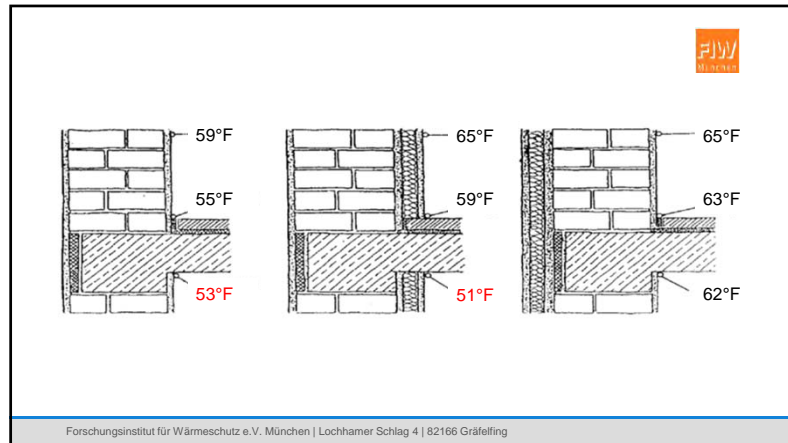 FIW
München
59°F
65°F
65°F
55°F
59°F
63°F
53°F
51°F
62°F
Forschungsinstitut für Wärmeschutz e.V. München | Lochhamer Schlag 4 | 82166 Gräfelfing